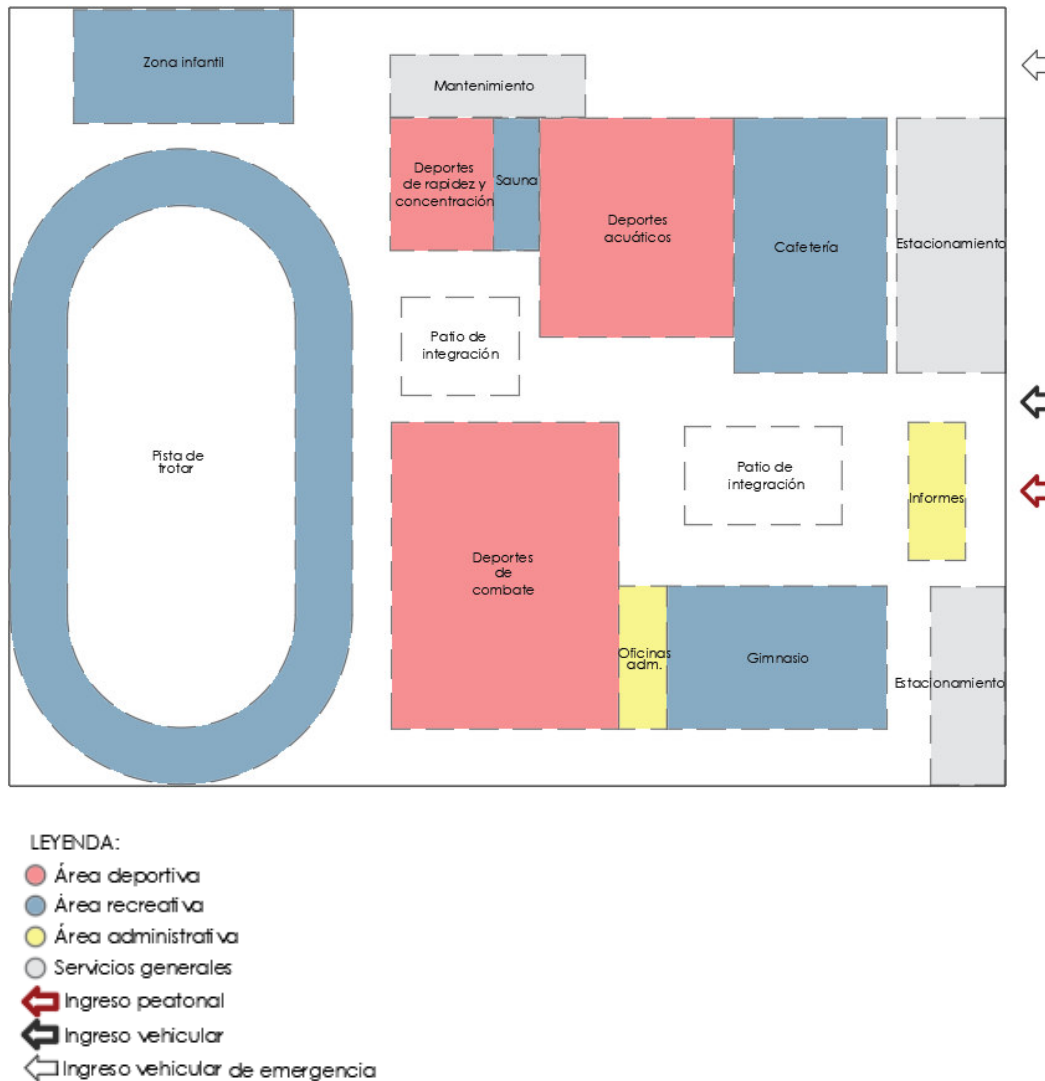 Zona infantil
Mantenimiento
Deportes
de rapidez y
concentración
Sauna
Deportes
acuáticos
Cafetería
Estacionamiento
Patio de
integración
Pista de
trotar
Patio de
integración
Informes
Deportes
de
combate
Oficinas
adm.
Gimnasio
Estacionamiento
LEYENDA:
Área deportiva
Área recreativa
Área administrativa
Servicios generales
Ingreso peatonal
Ingreso vehicular
Ingreso vehicular de emergencia